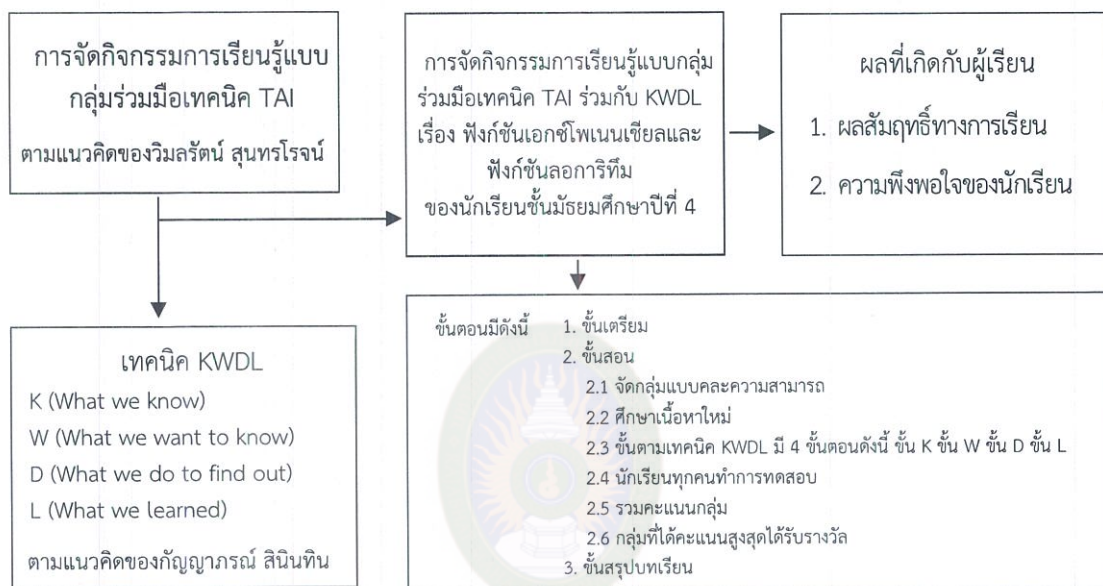 การจัดกิจกรรมการเรียนรู้แบบ
กลุ่มร่วมมือเทคนิค TAI
ตามแนวคิดของวิมลรัตน์ สุนทรโรจน์
การจัดกิจกรรมการเรียนรู้แบบกลุ่ม
ร่วมมือเทคนิค TAI ร่วมกับ KWDL
เรื่อง ฟังก์ชันเอกซ์โพเนนเชียลและ
ฟังก์ชันลอการิทึม
ของนักเรียนชั้นมัธยมศึกษาปีที่ 4
ผลที่เกิดกับผู้เรียน
1. ผลสัมฤทธิ์ทางการเรียน
2. ความพึงพอใจของนักเรียน
เทคนิค KWDL
K (What we know)
W (What we want to know)
D (What we do to find out)
L (What we learned)
ตามแนวคิดของกัญญาภรณ์ สินินทิน
ขั้นตอนมีดังนี้ 1. ขั้นเตรียม
2. ขั้นสอน
2.1 จัดกลุ่มแบบคละความสามารถ
2.2 ศึกษาเนื้อหาใหม่
2.3 ขั้นตามเทคนิค KWDL มี 4 ขั้นตอนดังนี้ ขั้น K ขั้น W ขั้น D ขั้น L
2.4 นักเรียนทุกคนทำการทดสอบ
2.5 รวมคะแนนกลุ่ม
2.6 กลุ่มที่ได้คะแนนสูงสุดได้รับรางวัล
3. ขั้นสรุปบทเรียน